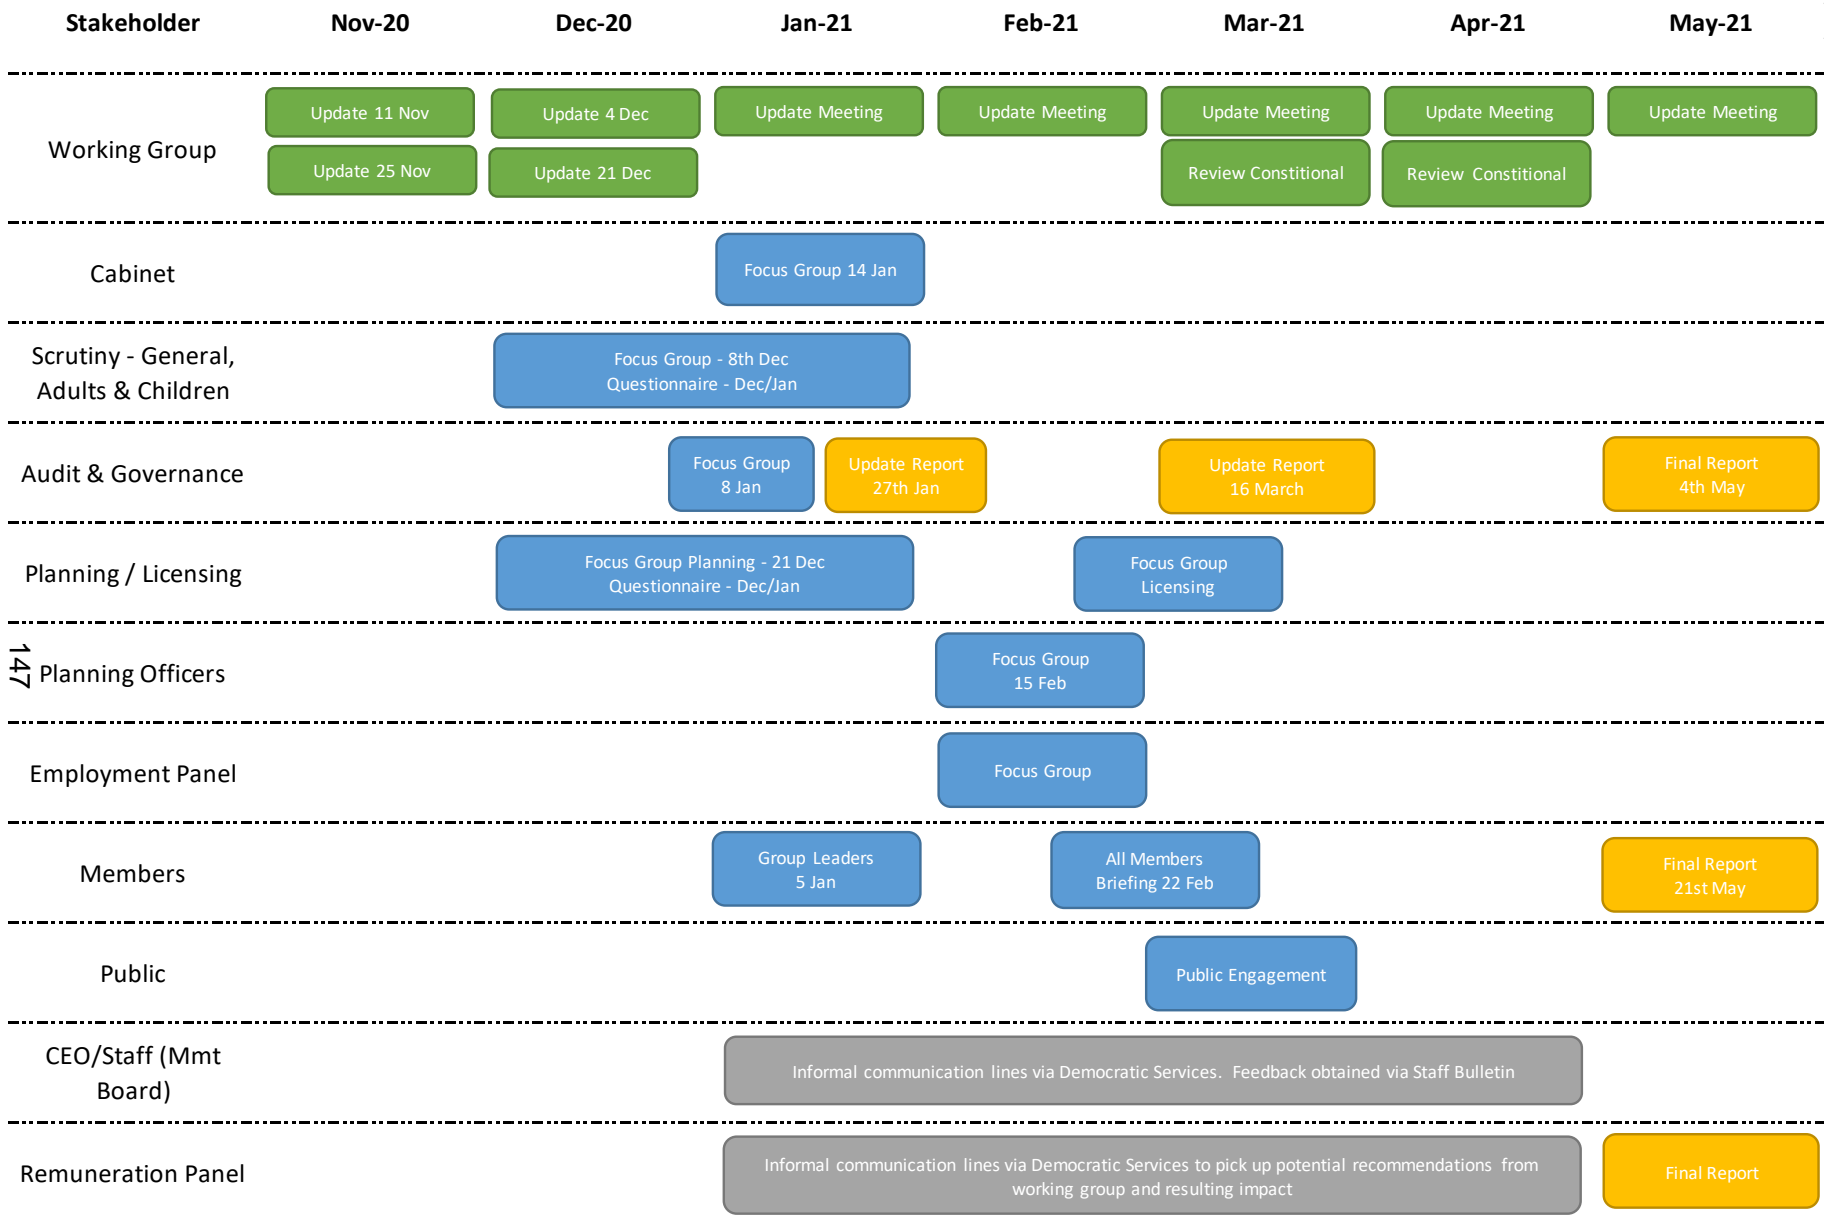 Stakeholder Nov-20 Dec-20 Jan-21 Feb-21 Mar-21 Apr-21 May-21
Working Group
Update 11 Nov
Update 25 Nov
Update 4 Dec
Update 21 Dec
Update Meeting
Update Meeting
Update Meeting
Review Constitional
Update Meeting
Review Constitional
Update Meeting
Cabinet
Focus Group 14 Jan
Scrutiny - General,
Adults & Children
Focus Group - 8th Dec
Questionnaire - Dec/Jan
Audit & Governance
Focus Group
8 Jan
Update Report
27th Jan
Update Report
16 March
Final Report
4th May
Planning / Licensing
Focus Group Planning - 21 Dec
Questionnaire - Dec/Jan
Focus Group
Licensing
147
Planning Officers
Focus Group
15 Feb
Employment Panel
Focus Group
Members
Group Leaders
5 Jan
All Members
Briefing 22 Feb
Final Report
21st May
Public
Public Engagement
CEO/Staff (Mmt
Board)
Informal communication lines via Democratic Services. Feedback obtained via Staff Bulletin
Remuneration Panel
Informal communication lines via Democratic Services to pick up potential recommendations from
working group and resulting impact
Final Report